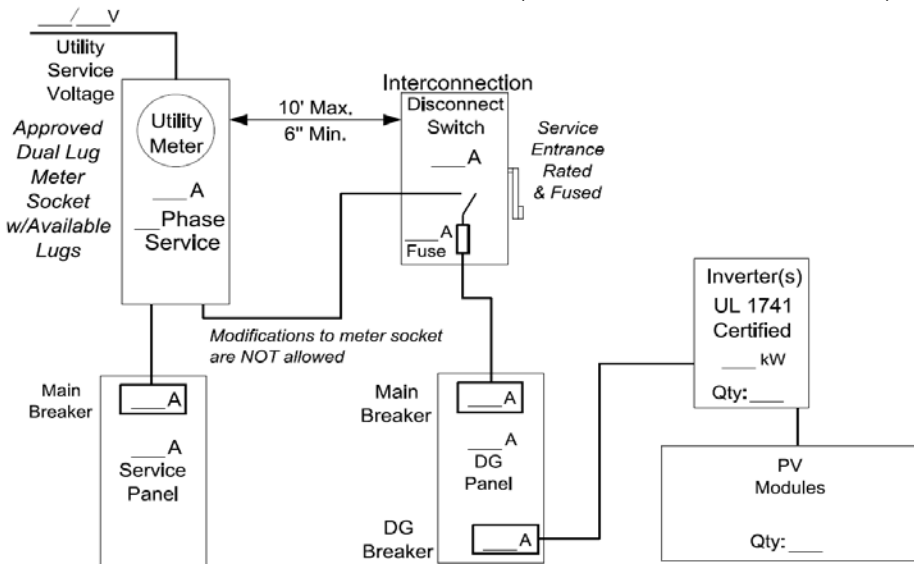 ___/___V
Utility
Service
Voltage
Approved
Dual Lug
Meter
Socket
w/Available
Lugs
Utility
Meter
___A
__Phase
Service
10' Max.
6" Min.
Interconnection
Disconnect
Switch
___A
___A
Fuse
Service
Entrance
Rated
& Fused
Modifications to meter socket
are NOT allowed
Main
Breaker
___A
___A
Service
Panel
Main
Breaker
___A
___A
DG
Panel
DG
Breaker
___A
Inverter(s)
UL 1741
Certified
___ kW
Qty: ___
PV
Modules
Qty: ___